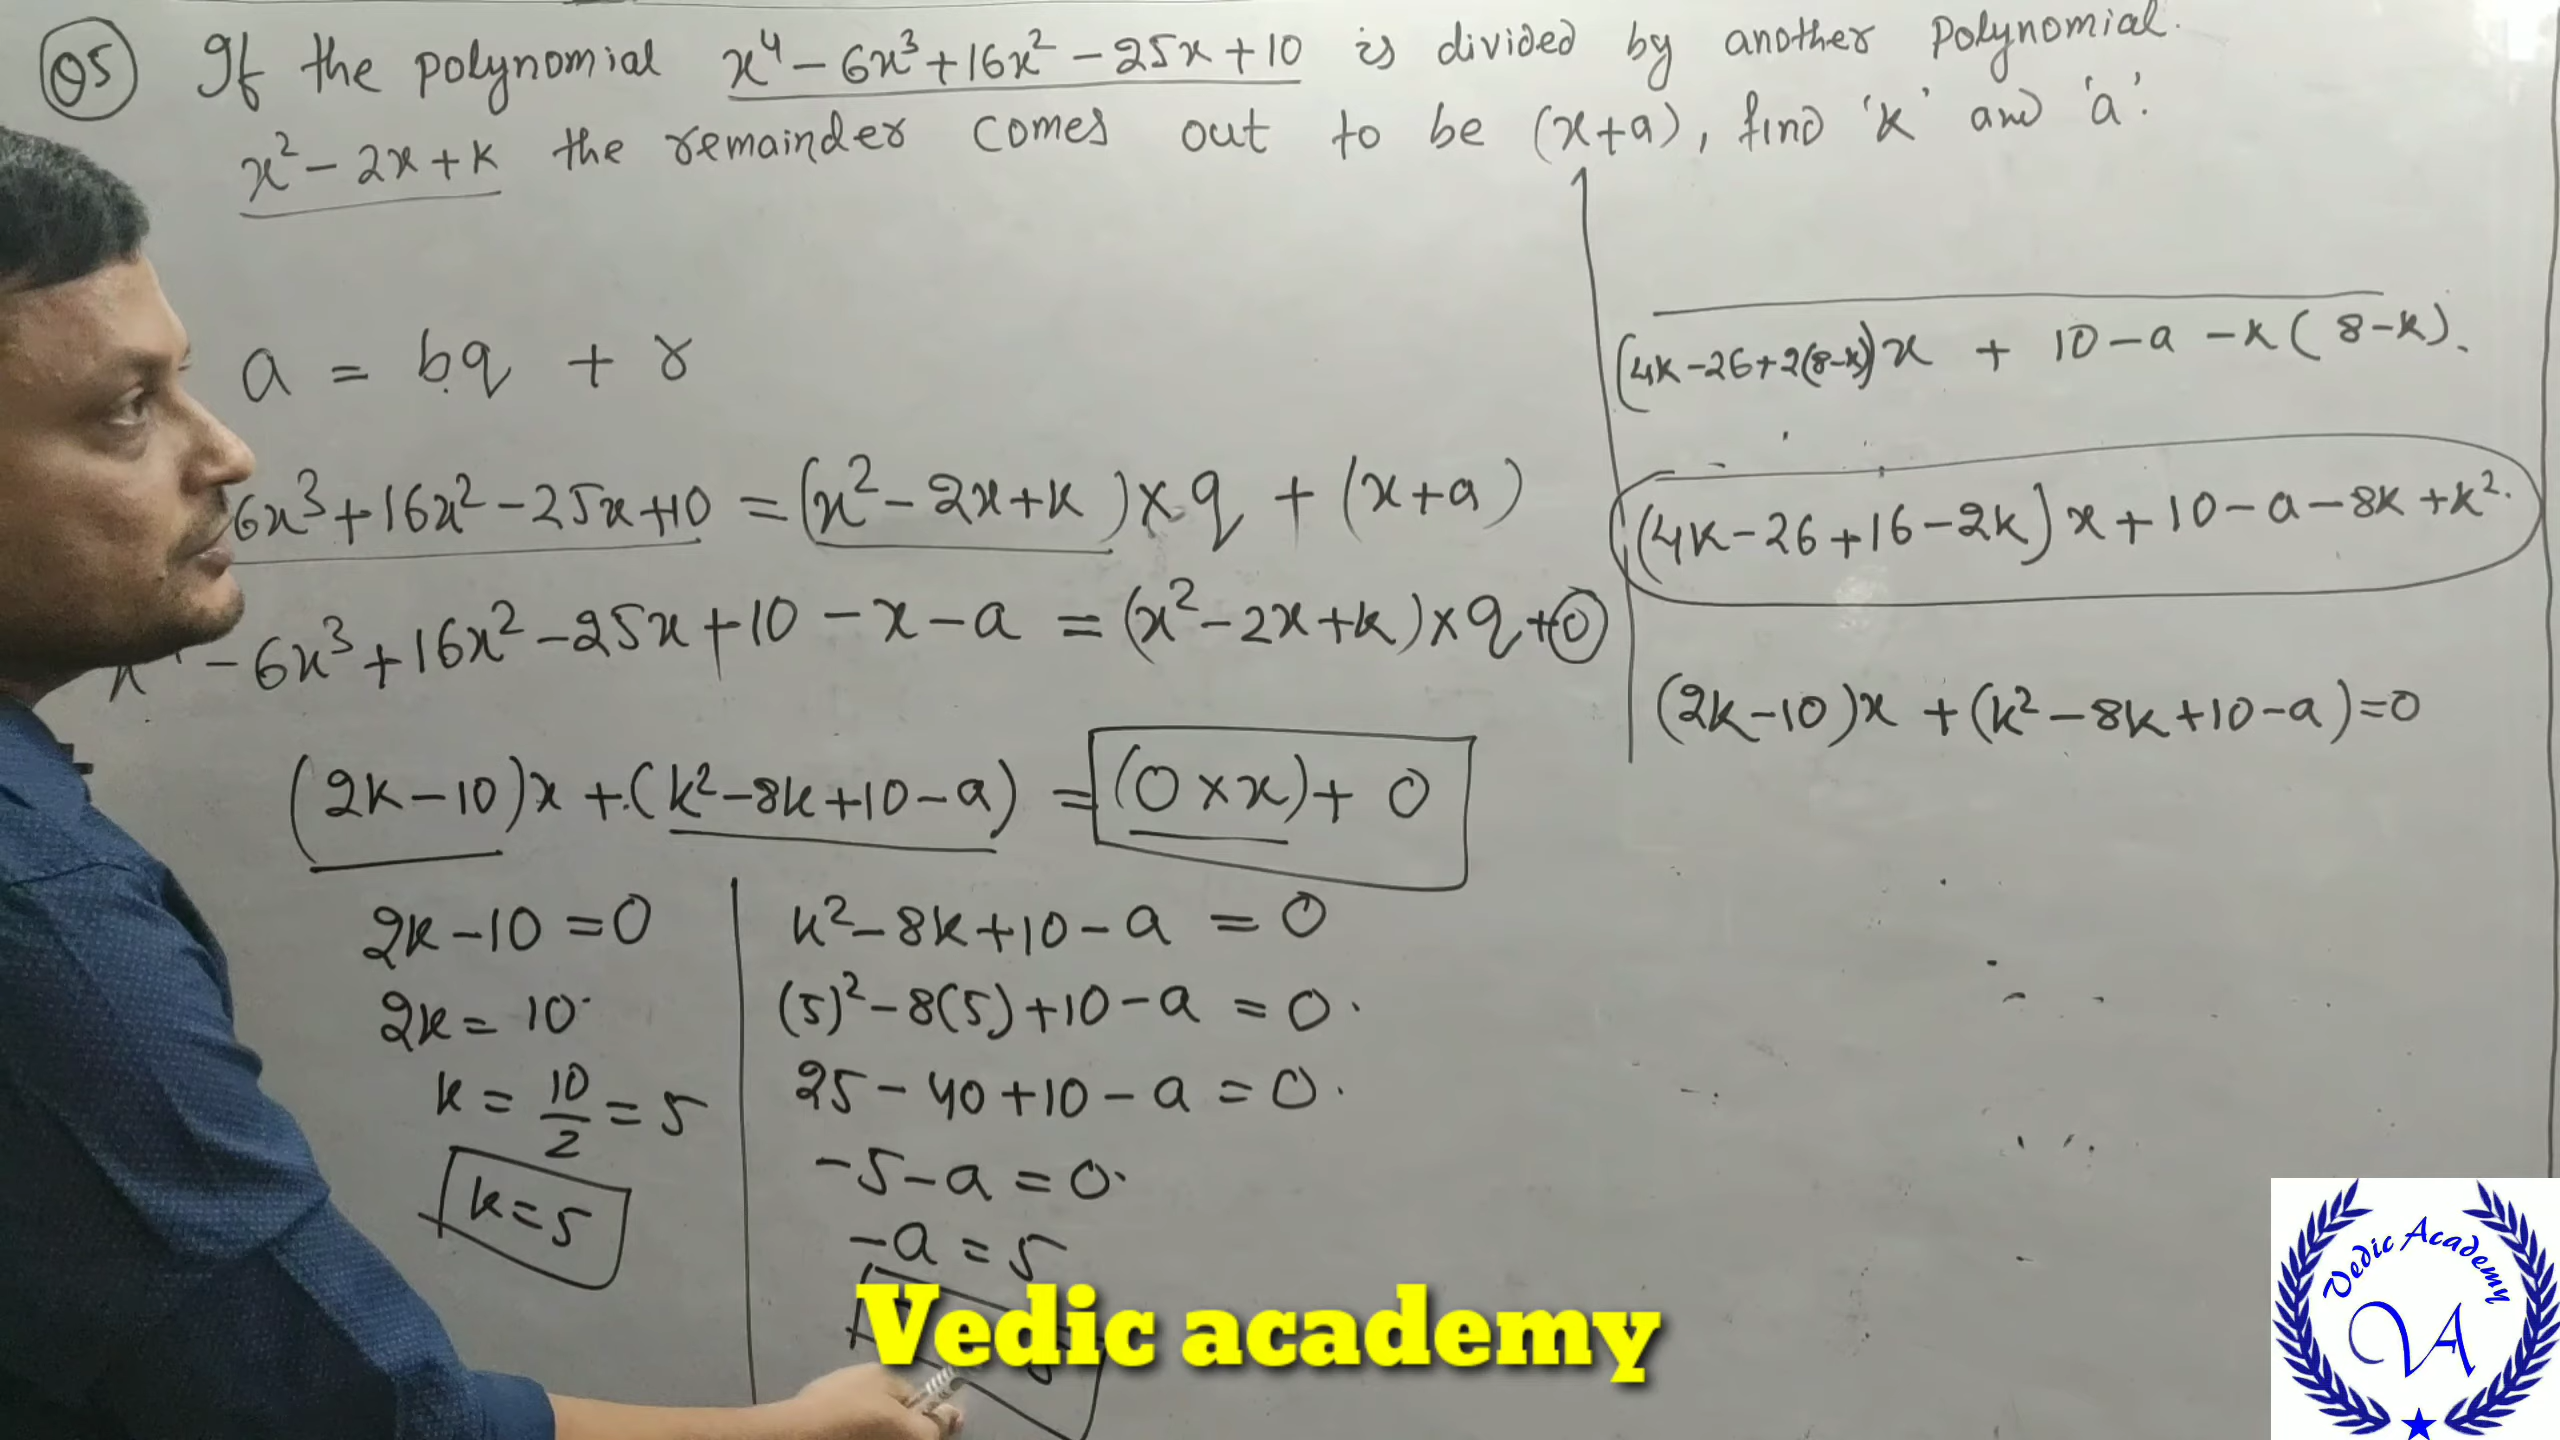 Q5 If the polynomial x⁴ - 6x³ + 16x² - 25x + 10 is divided by another polynomial.
x² - 2x + k the remainder comes out to be (x+a), find 'k' and 'a'.
a = bq + r
6x³ + 16x² - 25x + 10 = (x² - 2x + k) × q + (x+a)
- 6x³ + 16x² - 25x + 10 - x - a = (x² - 2x + k) × q + 0
(2k-10)x + (k² - 8k + 10 - a) = (0 × x) + 0
2k - 10 = 0
2k = 10
k = 10/2 = 5
k = 5
k² - 8k + 10 - a = 0
(5)² - 8(5) + 10 - a = 0.
25 - 40 + 10 - a = 0.
-5 - a = 0.
-a = 5
(4k - 26 + 2(8-k))x + 10 - a - k(8-k).
(4k - 26 + 16 - 2k)x + 10 - a - 8k + k².
(2k-10)x + (k² - 8k + 10 - a) = 0
Vedic academy
Vedic Academy
VA